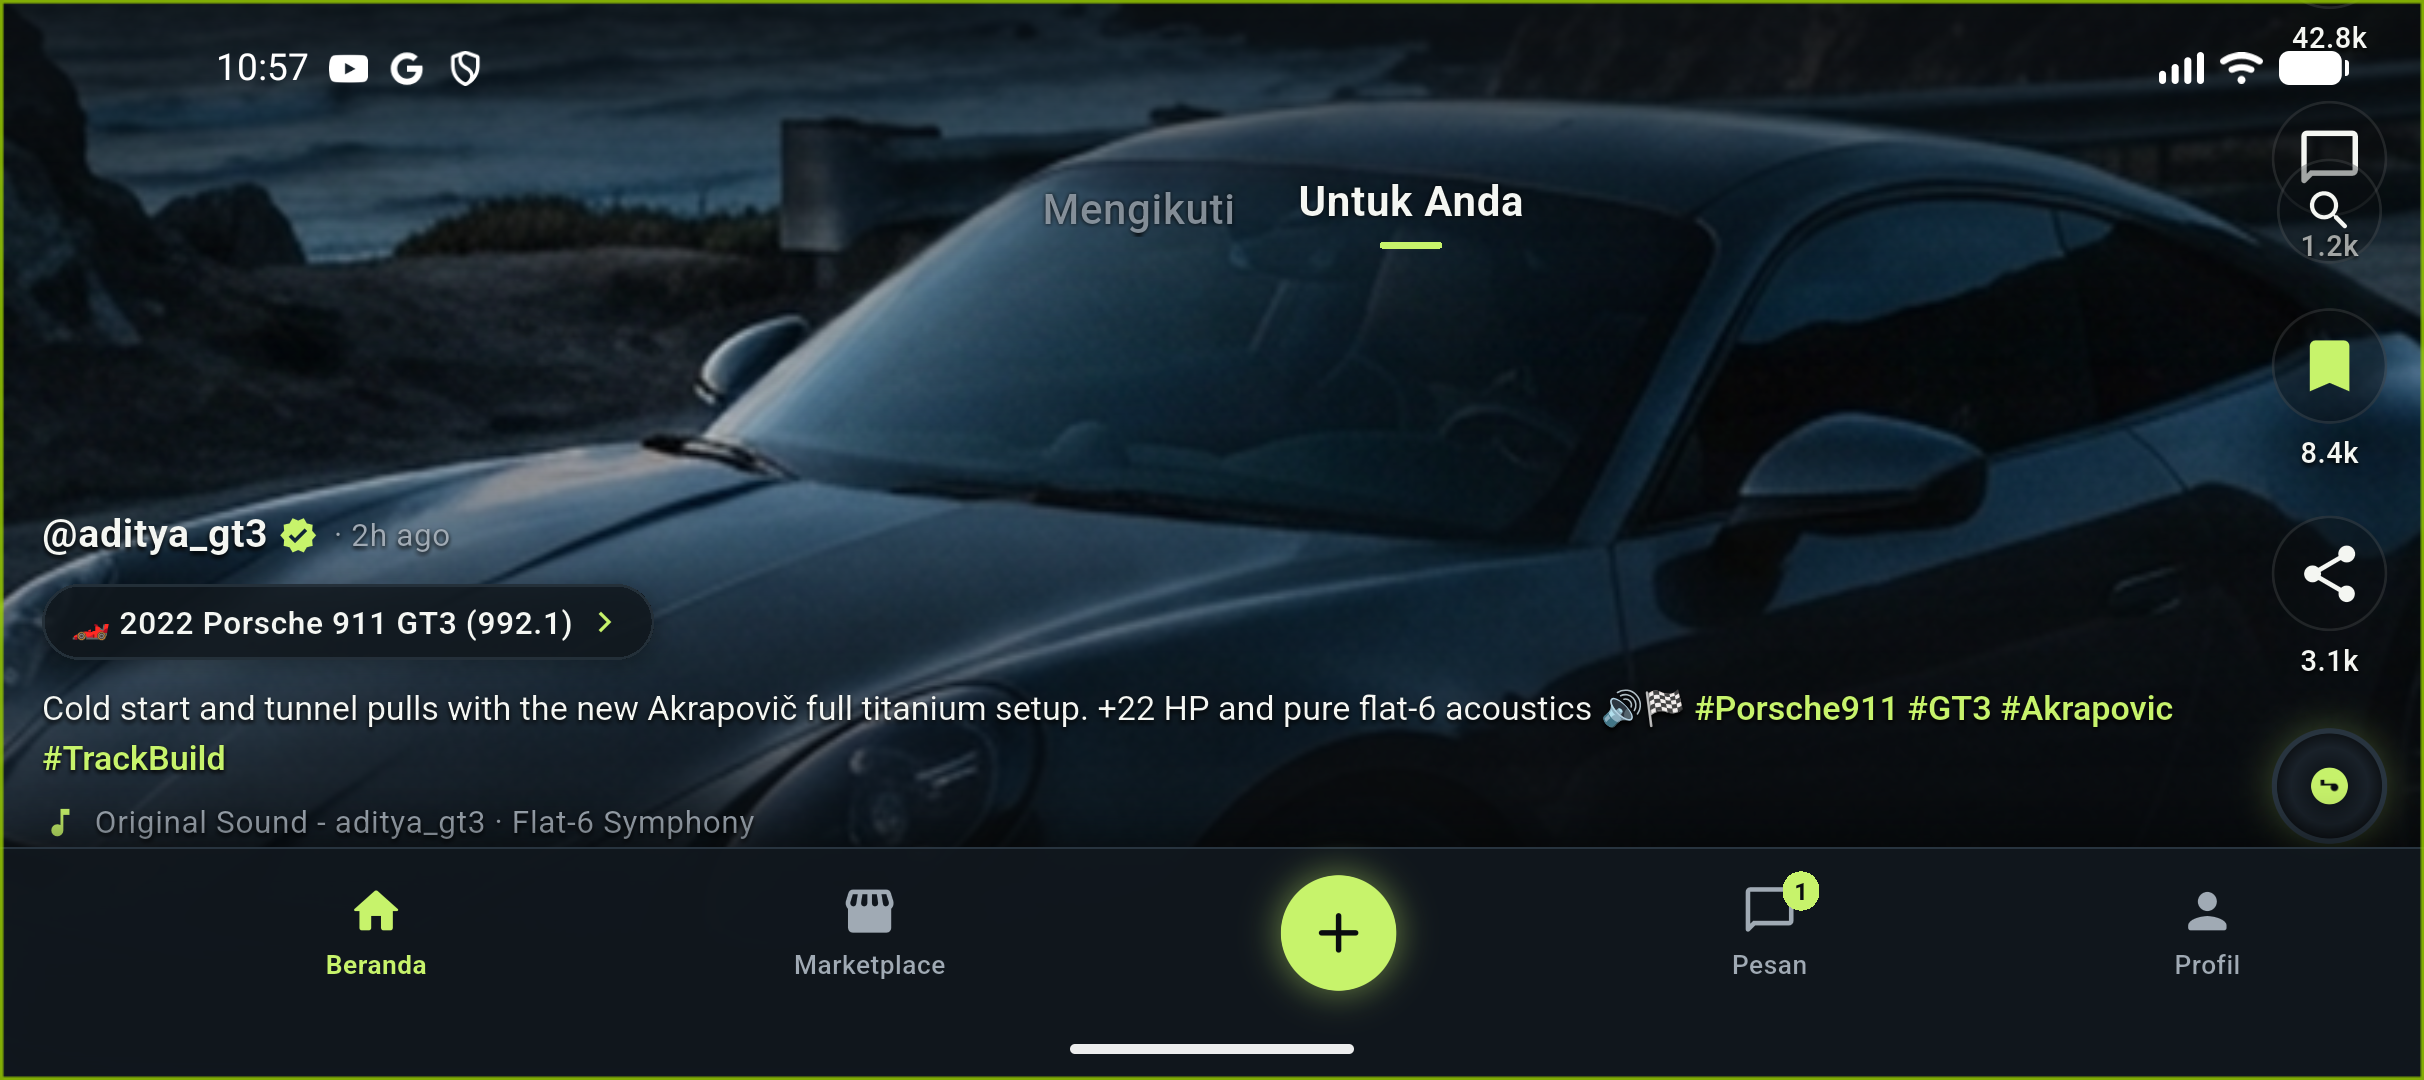 10:57
42.8k
Mengikuti
Untuk Anda
1.2k
8.4k
@aditya_gt3 · 2h ago
2022 Porsche 911 GT3 (992.1)
3.1k
Cold start and tunnel pulls with the new Akrapovič full titanium setup. +22 HP and pure flat-6 acoustics 🔊🏁 #Porsche911 #GT3 #Akrapovic
#TrackBuild
Original Sound - aditya_gt3 · Flat-6 Symphony
Beranda
Marketplace
1
Pesan
Profil